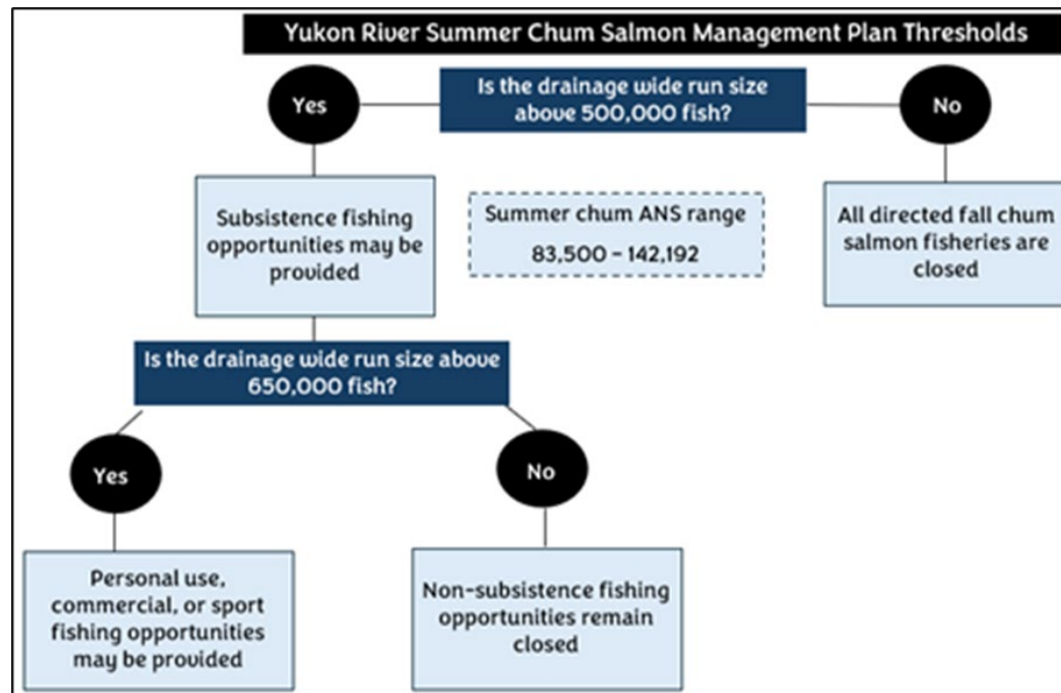 Yukon River Summer Chum Salmon Management Plan Thresholds
Yes
Is the drainage wide run size
above 500,000 fish?
No
Subsistence fishing
opportunities may be
provided
Summer chum ANS range
83,500 – 142,192
All directed fall chum
salmon fisheries are
closed
Is the drainage wide run size above
650,000 fish?
Yes
No
Personal use,
commercial, or sport
fishing opportunities
may be provided
Non-subsistence fishing
opportunities remain
closed